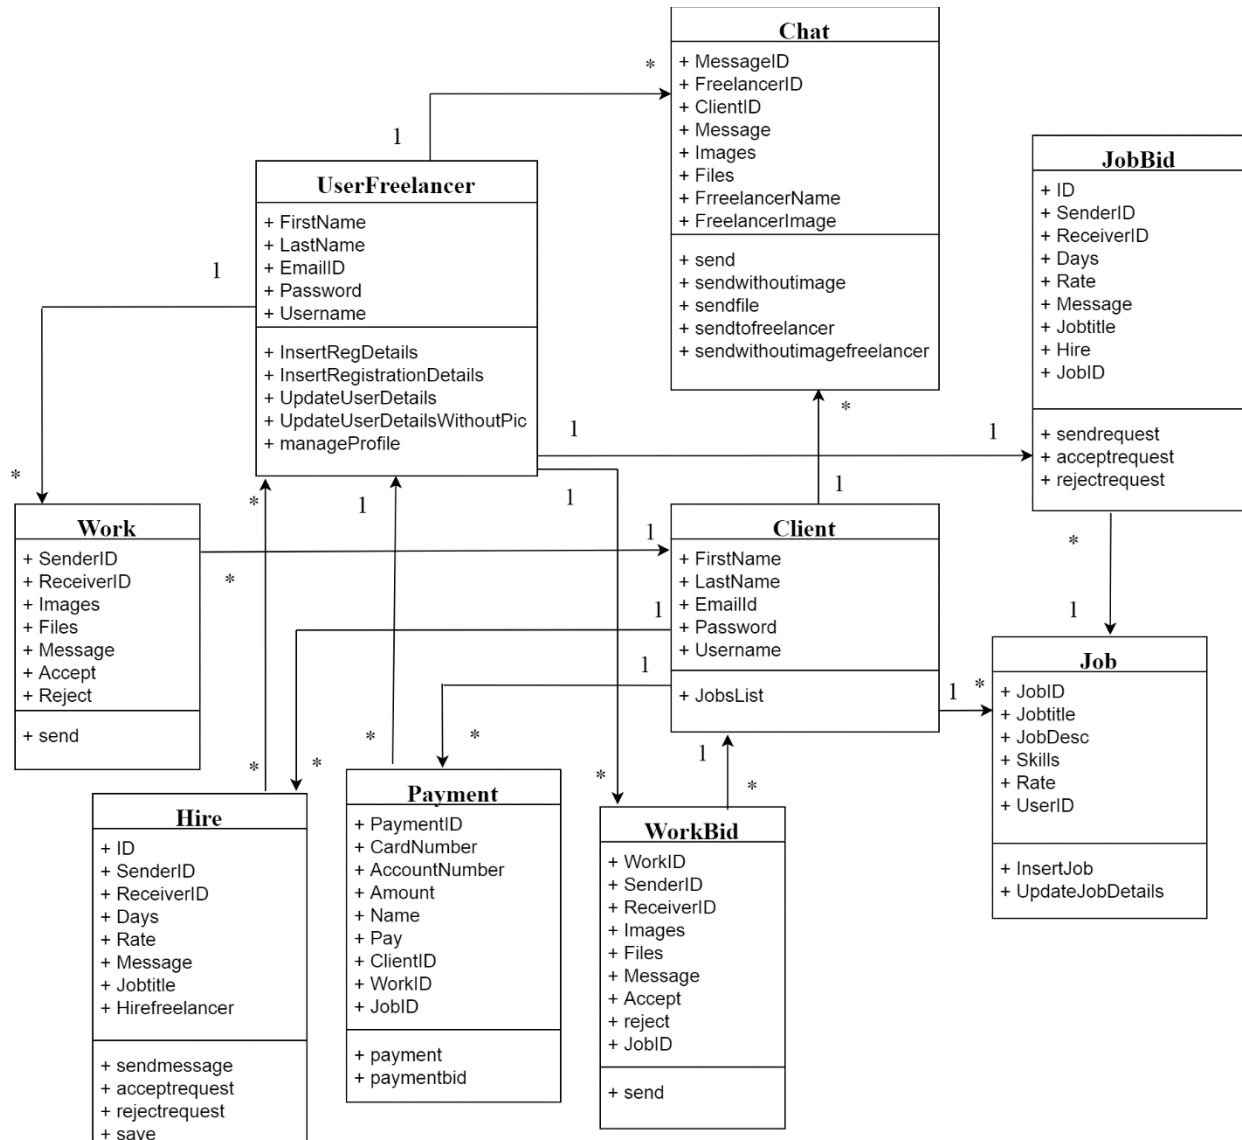 Chat
+ MessageID
+ FreelancerID
+ ClientID
+ Message
+ Images
+ Files
+ FrreelancerName
+ FreelancerImage
+ send
+ sendwithoutimage
+ sendfile
+ sendtofreelancer
+ sendwithoutimagefreelancer
*
1
UserFreelancer
+ FirstName
+ LastName
+ EmailID
+ Password
+ Username
+ InsertRegDetails
+ InsertRegistrationDetails
+ UpdateUserDetails
+ UpdateUserDetailsWithoutPic
+ manageProfile
1
*
JobBid
+ ID
+ SenderID
+ ReceiverID
+ Days
+ Rate
+ Message
+ Jobtitle
+ Hire
+ JobID
+ sendrequest
+ acceptrequest
+ rejectrequest
1
1
*
1
1
*
1
Work
+ SenderID
+ ReceiverID
+ Images
+ Files
+ Message
+ Accept
+ Reject
+ send
*
1
Client
+ FirstName
+ LastName
+ EmailId
+ Password
+ Username
+ JobsList
1
1
1
*
*
1
Job
+ JobID
+ Jobtitle
+ JobDesc
+ Skills
+ Rate
+ UserID
+ InsertJob
+ UpdateJobDetails
*
*
*
*
*
1
*
Hire
+ ID
+ SenderID
+ ReceiverID
+ Days
+ Rate
+ Message
+ Jobtitle
+ Hirefreelancer
+ sendmessage
+ acceptrequest
+ rejectrequest
+ save
Payment
+ PaymentID
+ CardNumber
+ AccountNumber
+ Amount
+ Name
+ Pay
+ ClientID
+ WorkID
+ JobID
+ payment
+ paymentbid
WorkBid
+ WorkID
+ SenderID
+ ReceiverID
+ Images
+ Files
+ Message
+ Accept
+ reject
+ JobID
+ send